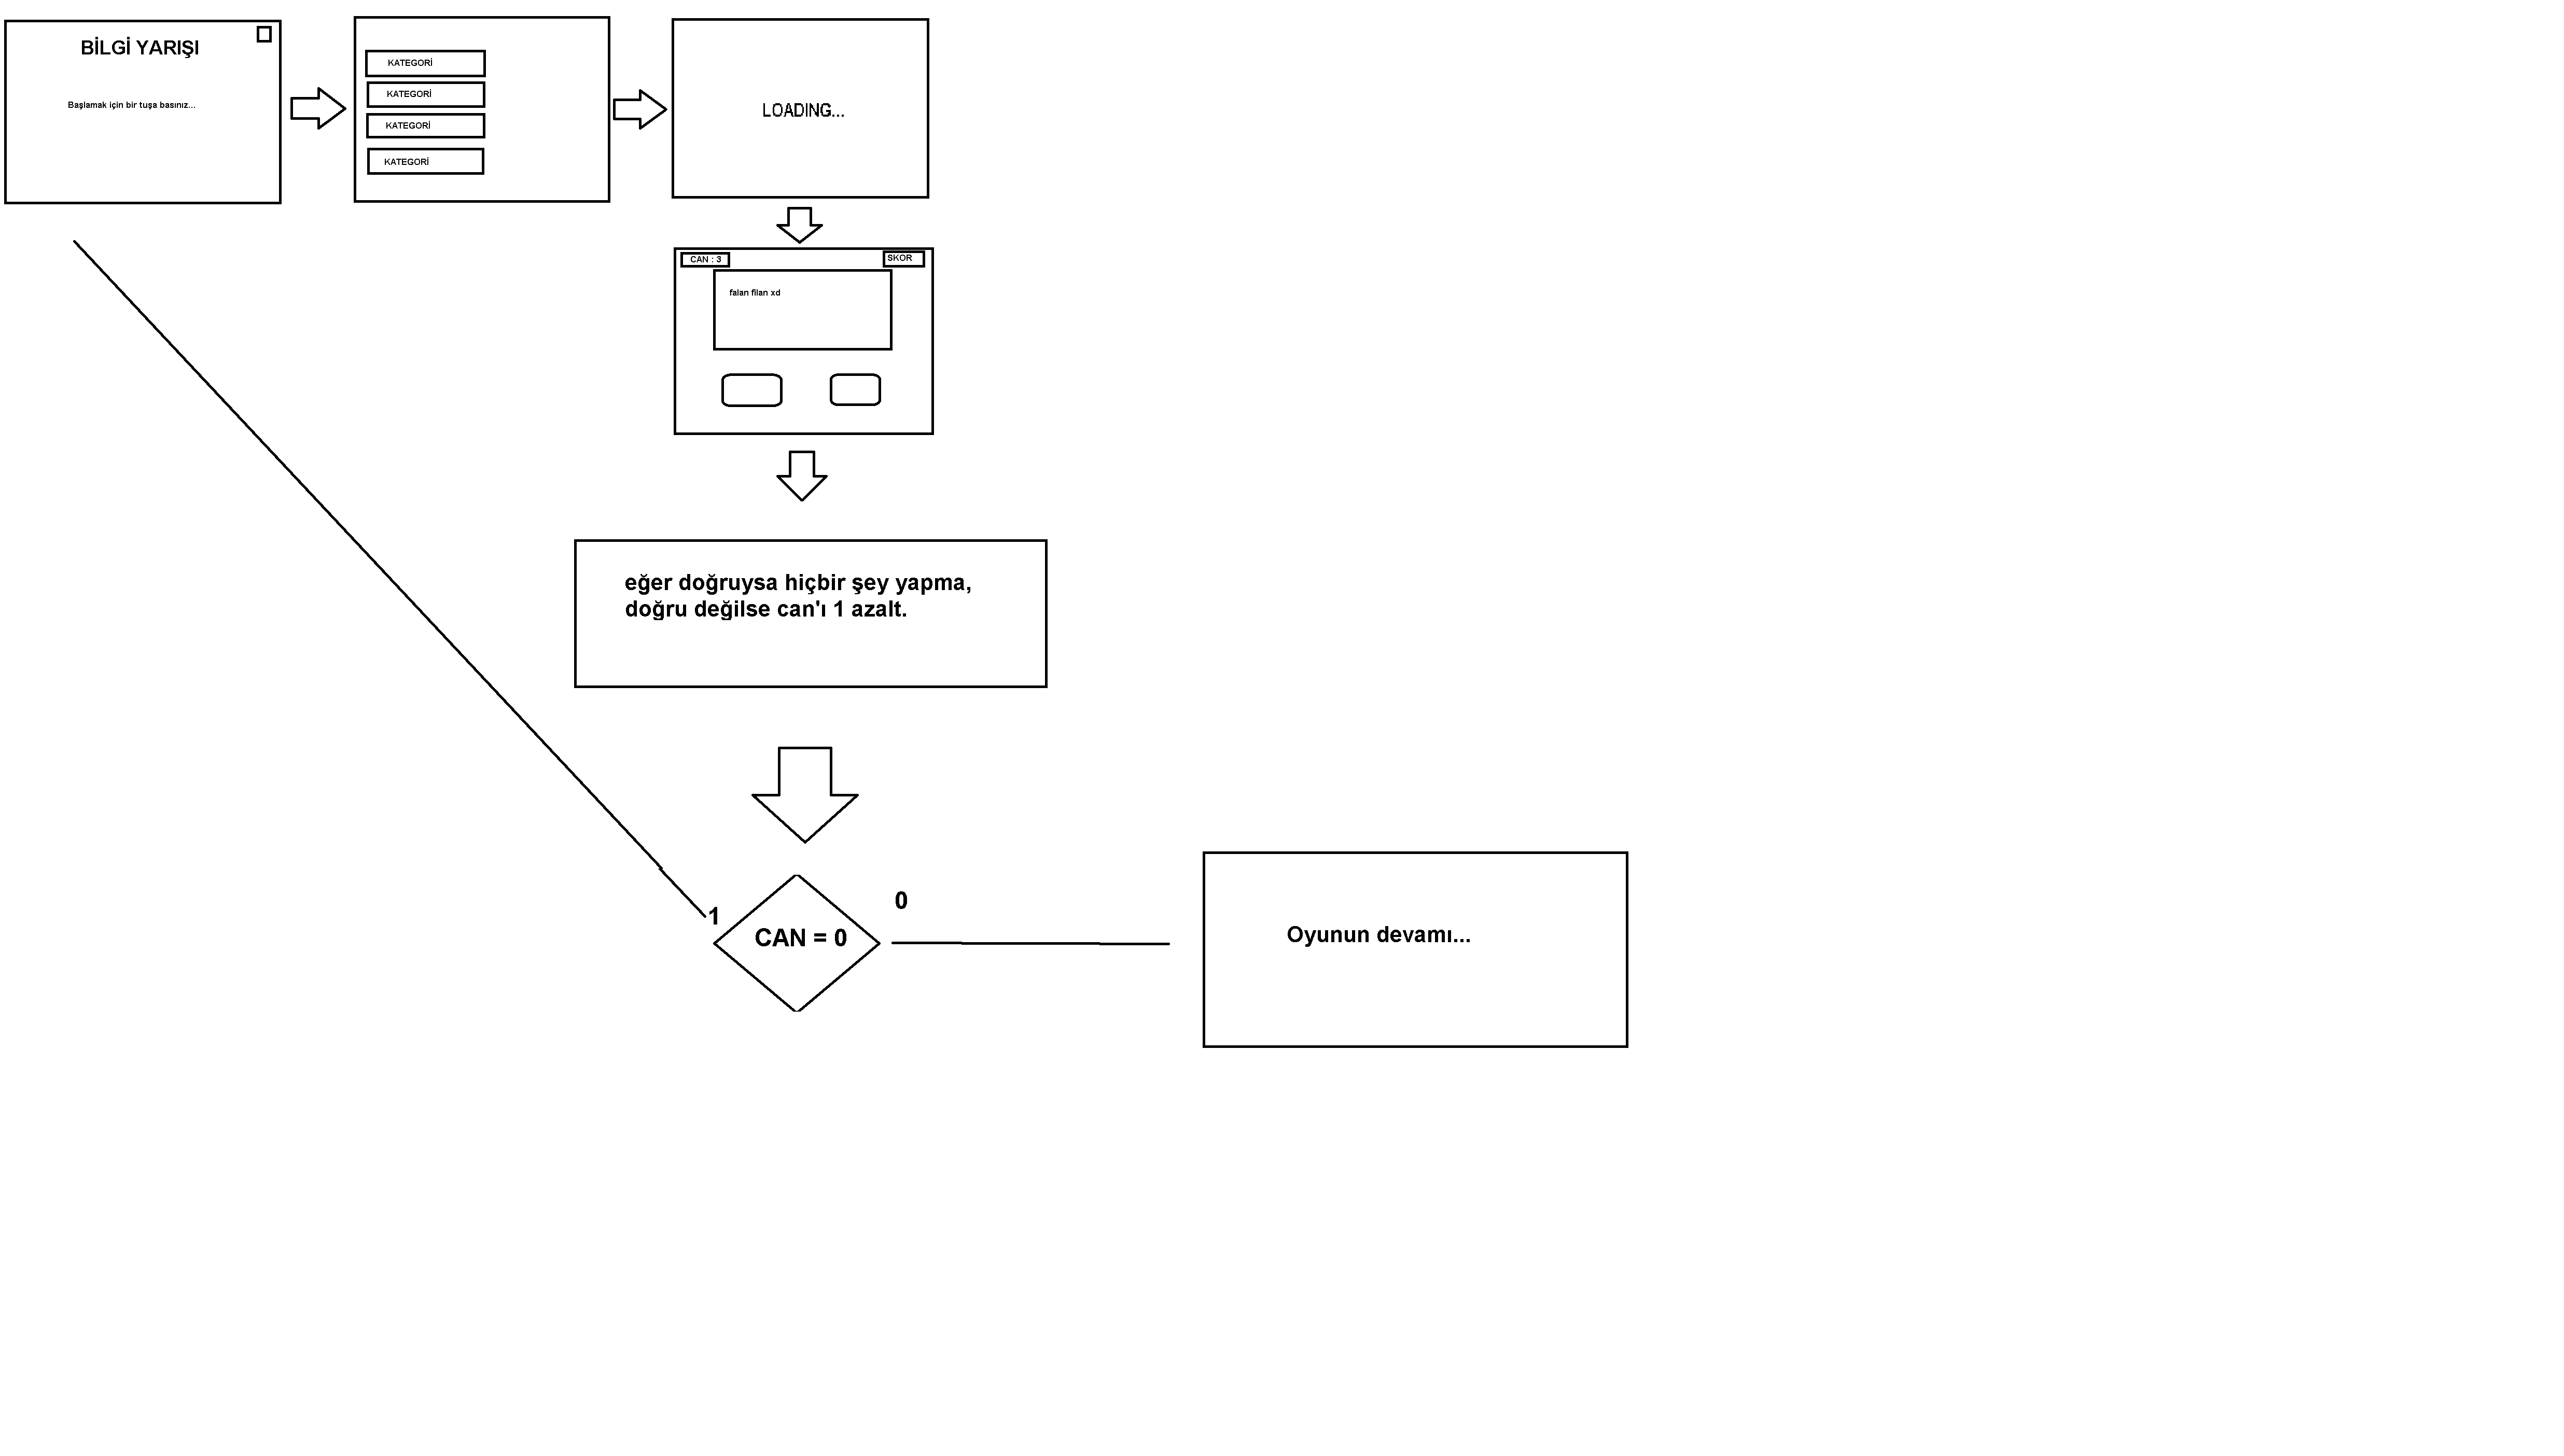 BİLGİ YARIŞI
Başlamak için bir tuşa basınız...
KATEGORİ
KATEGORİ
KATEGORİ
KATEGORİ
LOADING...
CAN : 3
SKOR
falan filan xd
eğer doğruysa hiçbir şey yapma,
doğru değilse can'ı 1 azalt.
1
CAN = 0
0
Oyunun devamı...